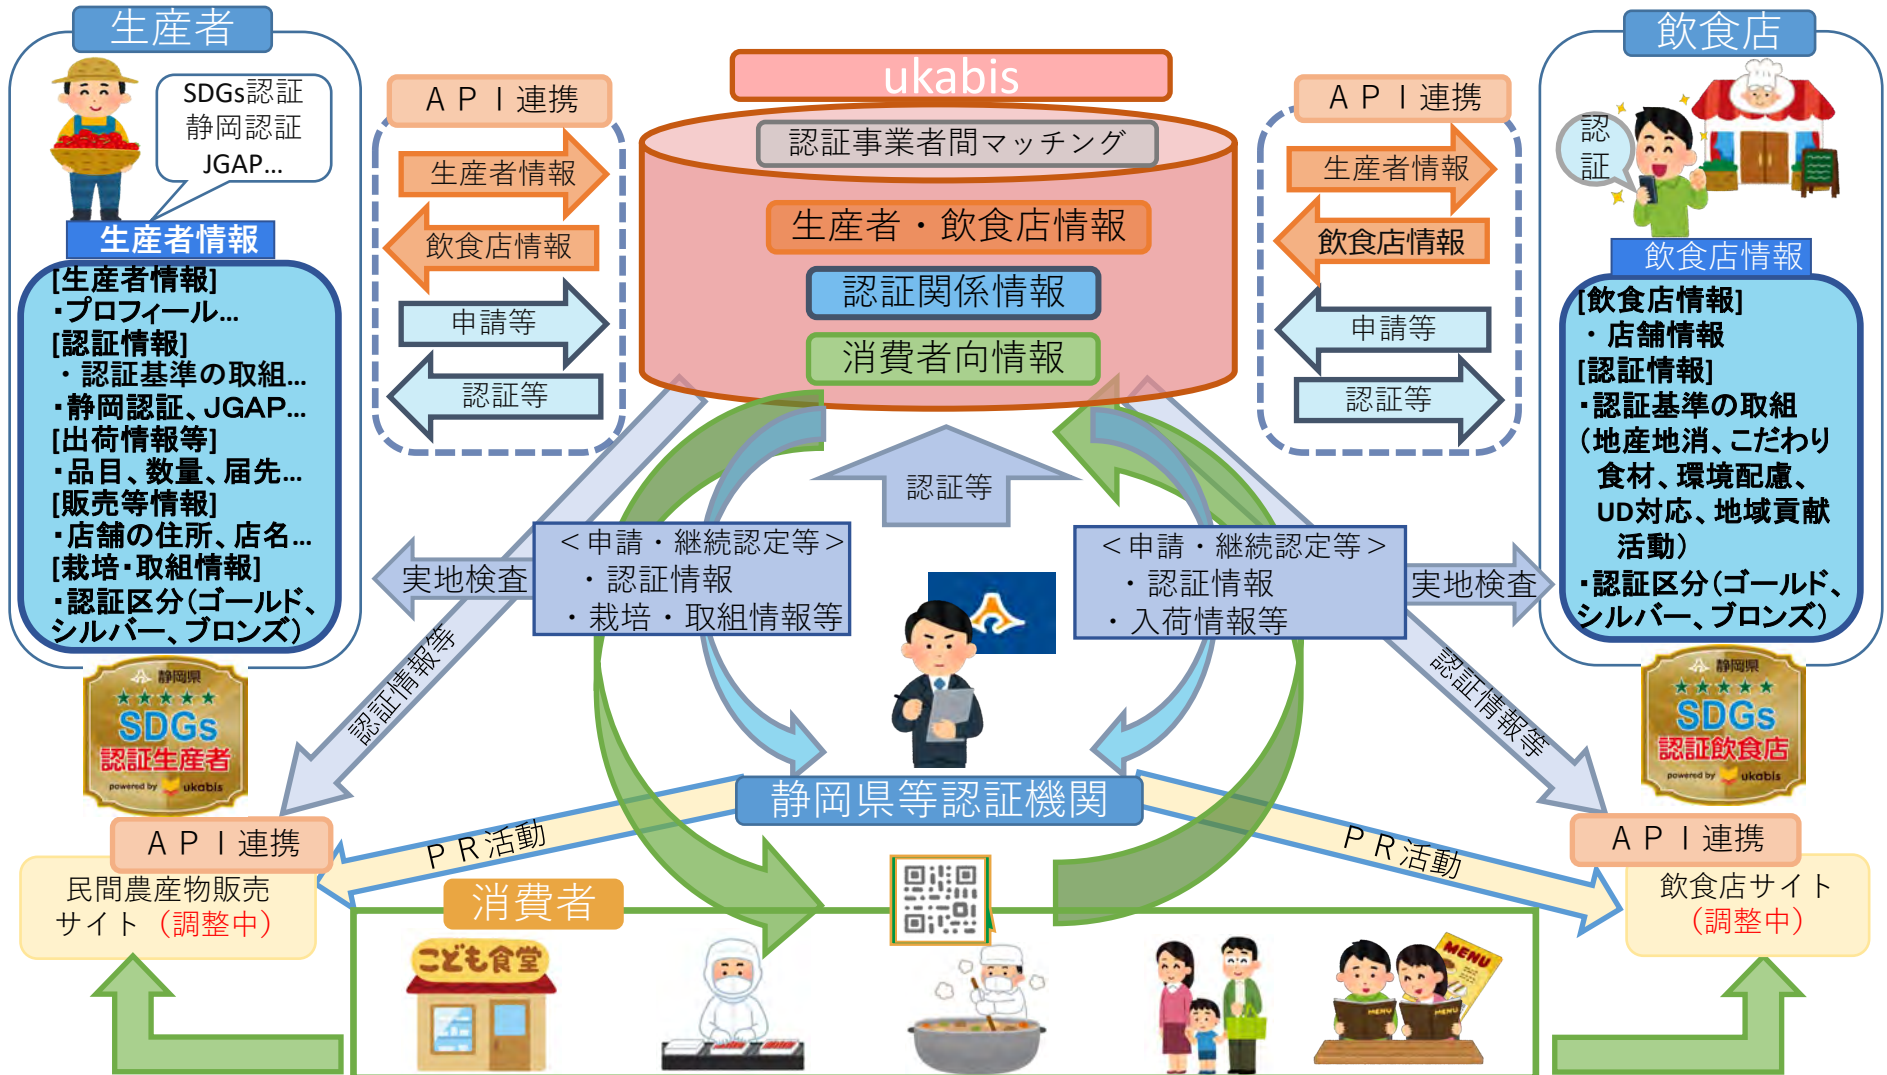 生産者
SDGs認証
静岡認証
JGAP...
生産者情報
[生産者情報]
・プロフィール...
[認証情報]
・認証基準の取組...
・静岡認証、JGAP...
[出荷情報等]
・品目、数量、届先...
[販売等情報]
・店舗の住所、店名...
[栽培・取組情報]
・認証区分(ゴールド、
シルバー、ブロンズ)
静岡県
SDGs
認証生産者
powered by ukabis
ＡＰＩ連携
生産者情報
飲食店情報
申請等
認証等
ukabis
認証事業者間マッチング
生産者・飲食店情報
認証関係情報
消費者向情報
ＡＰＩ連携
生産者情報
飲食店情報
申請等
認証等
飲食店
認
証
飲食店情報
[飲食店情報]
・店舗情報
[認証情報]
・認証基準の取組
(地産地消、こだわり
食材、環境配慮、
UD対応、地域貢献
活動)
・認証区分(ゴールド、
シルバー、ブロンズ)
静岡県
SDGs
認証飲食店
powered by ukabis
認証等
＜申請・継続認定等＞
・認証情報
・栽培・取組情報等
＜申請・継続認定等＞
・認証情報
・入荷情報等
実地検査
実地検査
認証情報等
認証情報等
静岡県等認証機関
ＰＲ活動
ＰＲ活動
ＡＰＩ連携
民間農産物販売
サイト（調整中）
ＡＰＩ連携
飲食店サイト
（調整中）
消費者
こども食堂
MENU
MENU
MENU